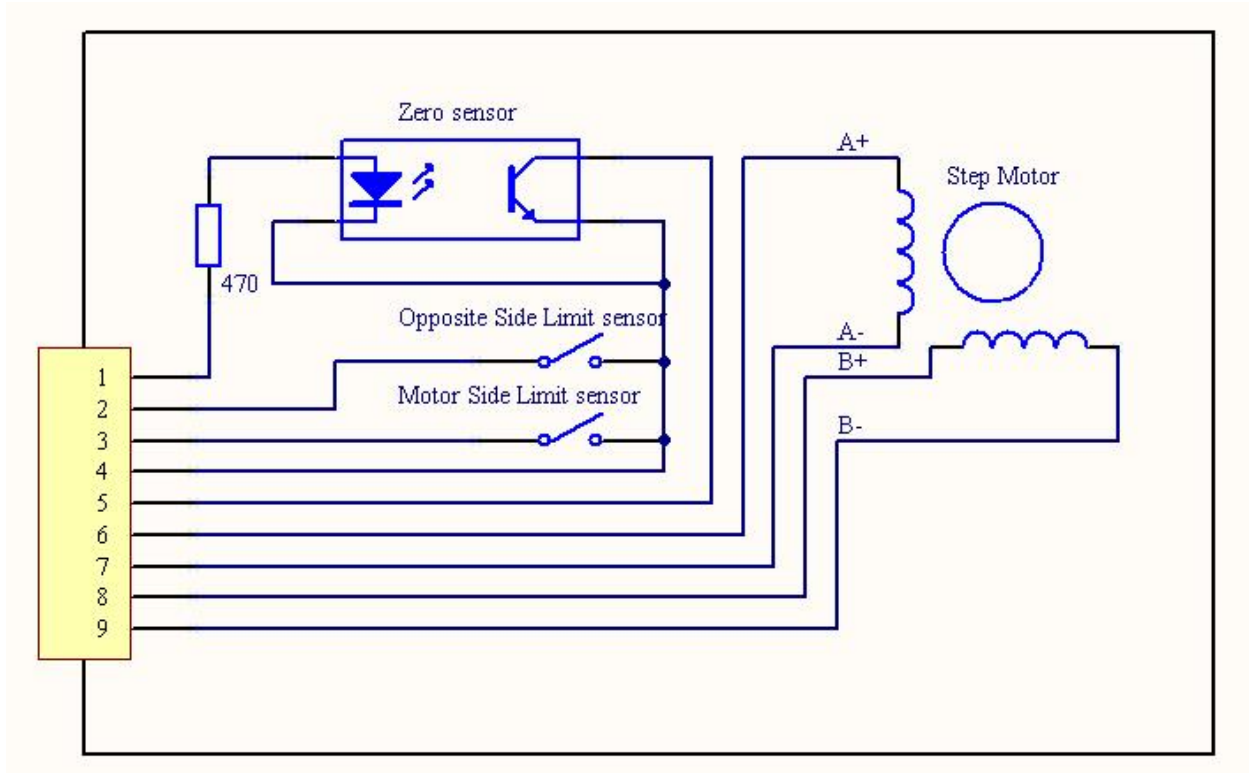 Zero sensor
A+
Step Motor
470
Opposite Side Limit sensor
A-
B+
1
Motor Side Limit sensor
2
B-
3
4
5
6
7
8
9